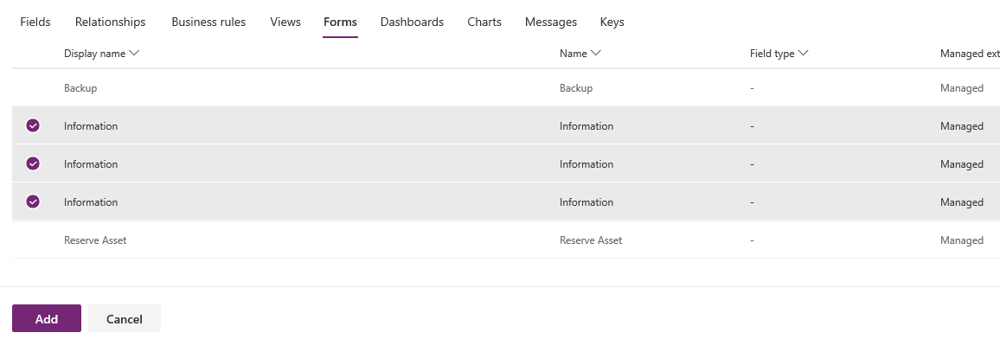 Fields Relationships Business rules Views Forms Dashboards Charts Messages Keys
Display name Name Field type Managed ext
Backup Backup - Managed
Information Information - Managed
Information Information - Managed
Information Information - Managed
Reserve Asset Reserve Asset - Managed
Add Cancel